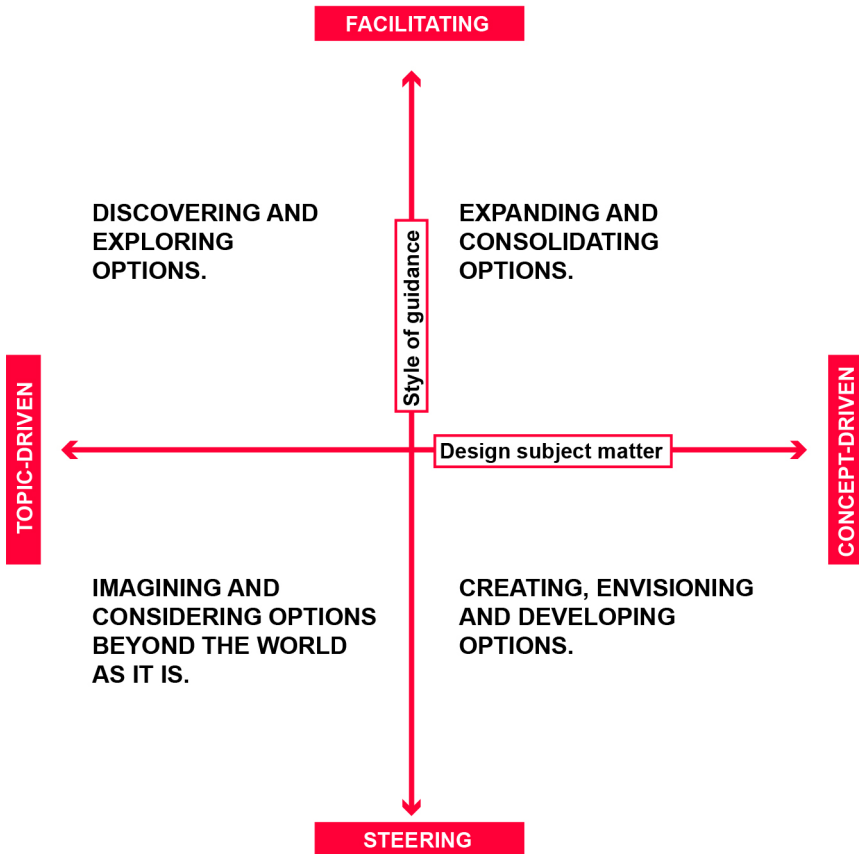 FACILITATING
DISCOVERING AND
EXPLORING
OPTIONS.
EXPANDING AND
CONSOLIDATING
OPTIONS.
Style of guidance
TOPIC-DRIVEN
Design subject matter
CONCEPT-DRIVEN
IMAGINING AND
CONSIDERING OPTIONS
BEYOND THE WORLD
AS IT IS.
CREATING, ENVISIONING
AND DEVELOPING
OPTIONS.
STEERING